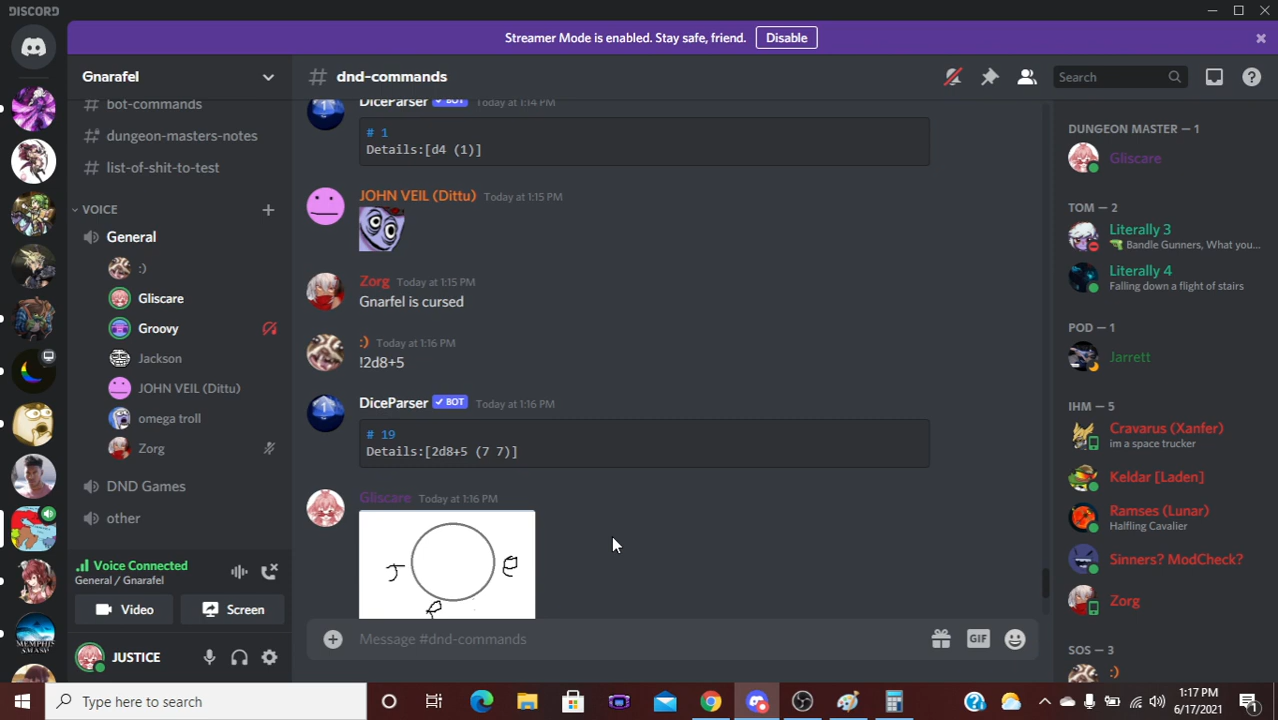 DISCORD
Streamer Mode is enabled. Stay safe, friend. Disable
Gnarafel
bot-commands
dungeon-masters-notes
list-of-shit-to-test
VOICE
General
:)
Gliscare
Groovy
Jackson
JOHN VEIL (Dittu)
omega troll
Zorg
DND Games
other
Voice Connected
General / Gnarafel
Video
Screen
JUSTICE
# dnd-commands
Search
DiceParser BOT Today at 1:14 PM
# 1
Details:[d4 (1)]
JOHN VEIL (Dittu) Today at 1:15 PM
Zorg Today at 1:15 PM
Gnarfel is cursed
:) Today at 1:16 PM
!2d8+5
DiceParser BOT Today at 1:16 PM
# 19
Details:[2d8+5 (7 7)]
Gliscare Today at 1:16 PM
J
Message #dnd-commands
GIF
DUNGEON MASTER — 1
Gliscare
TOM — 2
Literally 3
Bandle Gunners, What you...
Literally 4
Falling down a flight of stairs
POD — 1
Jarrett
IHM — 5
Cravarus (Xanfer)
im a space trucker
Keldar [Laden]
Ramses (Lunar)
Halfling Cavalier
Sinners? ModCheck?
Zorg
SOS — 3
:)
MEMPHIS
Type here to search
1:17 PM
6/17/2021
1